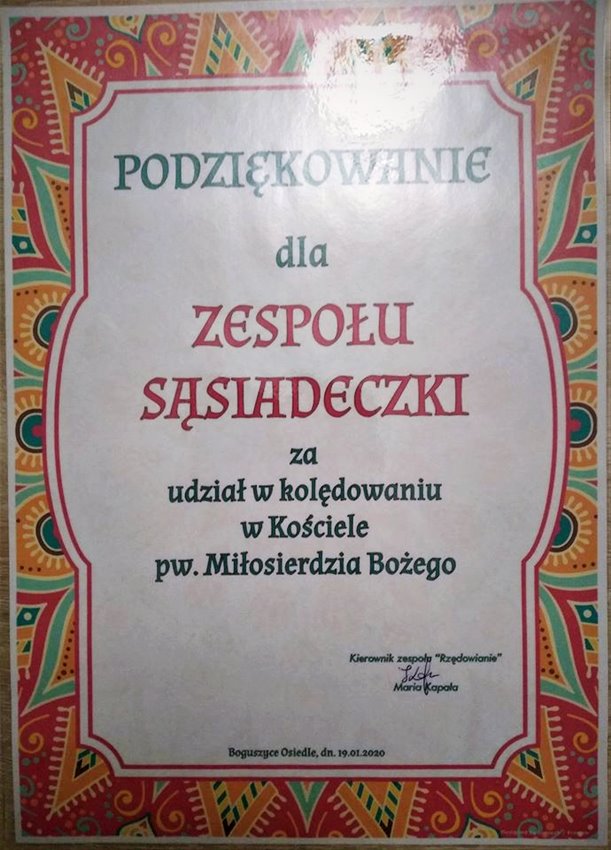 PODZIĘKOWANIE
dla
ZESPOŁU
SĄSIADECZKI
za
udział w kolędowaniu
w Kościele
pw. Miłosierdzia Bożego
Kierownik zespołu "Rzędowianie"
Maria Kapała
Boguszyce Osiedle, dn. 19.01.2020